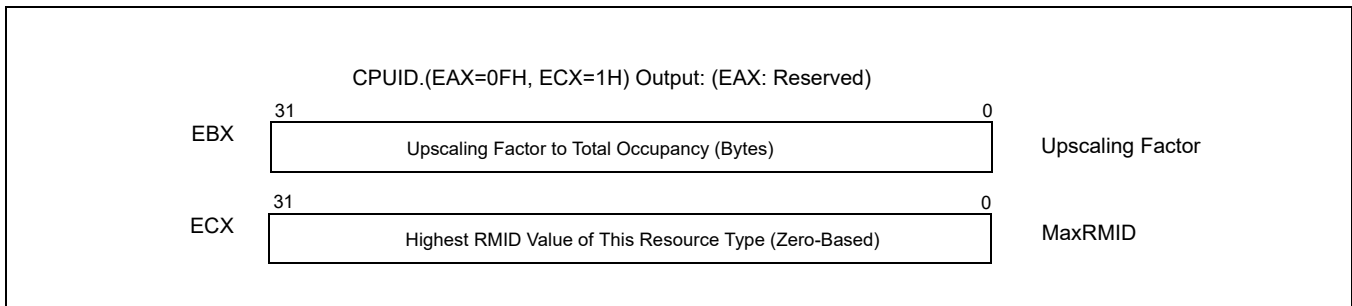 CPUID.(EAX=0FH, ECX=1H) Output: (EAX: Reserved)
31 0
EBX Upscaling Factor to Total Occupancy (Bytes) Upscaling Factor
31 0
ECX Highest RMID Value of This Resource Type (Zero-Based) MaxRMID